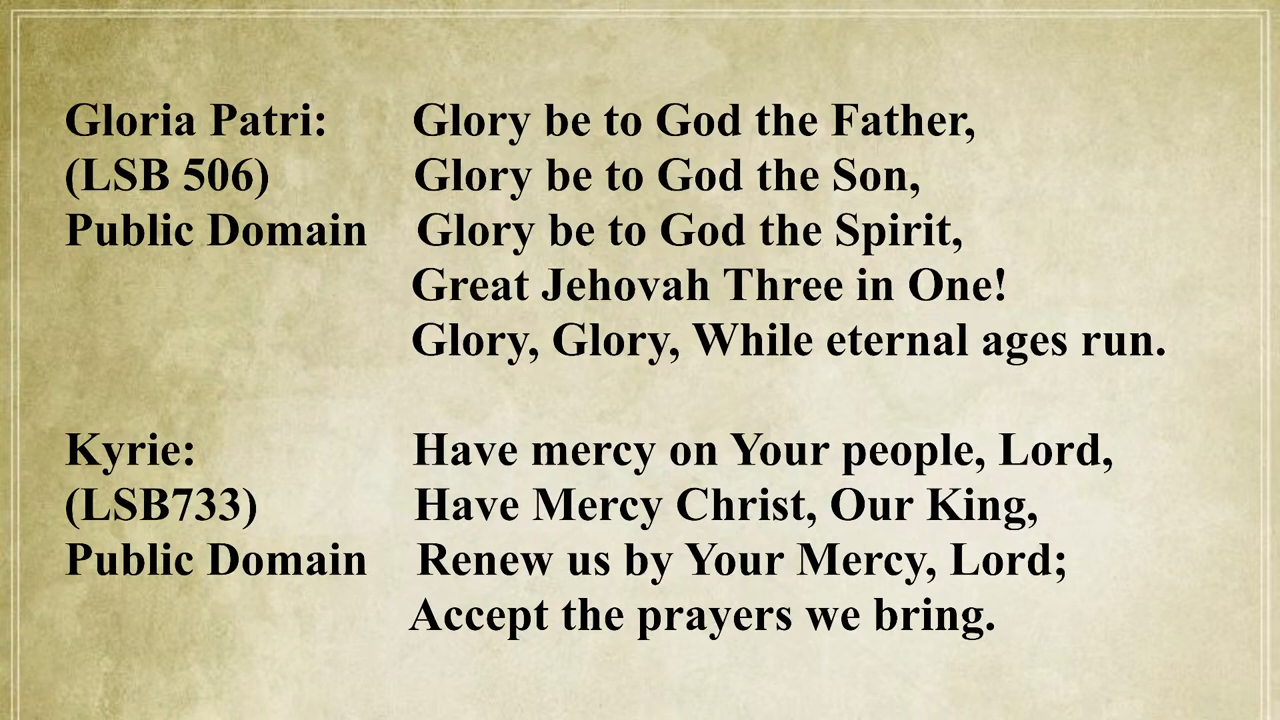 Gloria Patri: Glory be to God the Father,
(LSB 506) Glory be to God the Son,
Public Domain Glory be to God the Spirit,
Great Jehovah Three in One!
Glory, Glory, While eternal ages run.
Kyrie: Have mercy on Your people, Lord,
(LSB733) Have Mercy Christ, Our King,
Public Domain Renew us by Your Mercy, Lord;
Accept the prayers we bring.